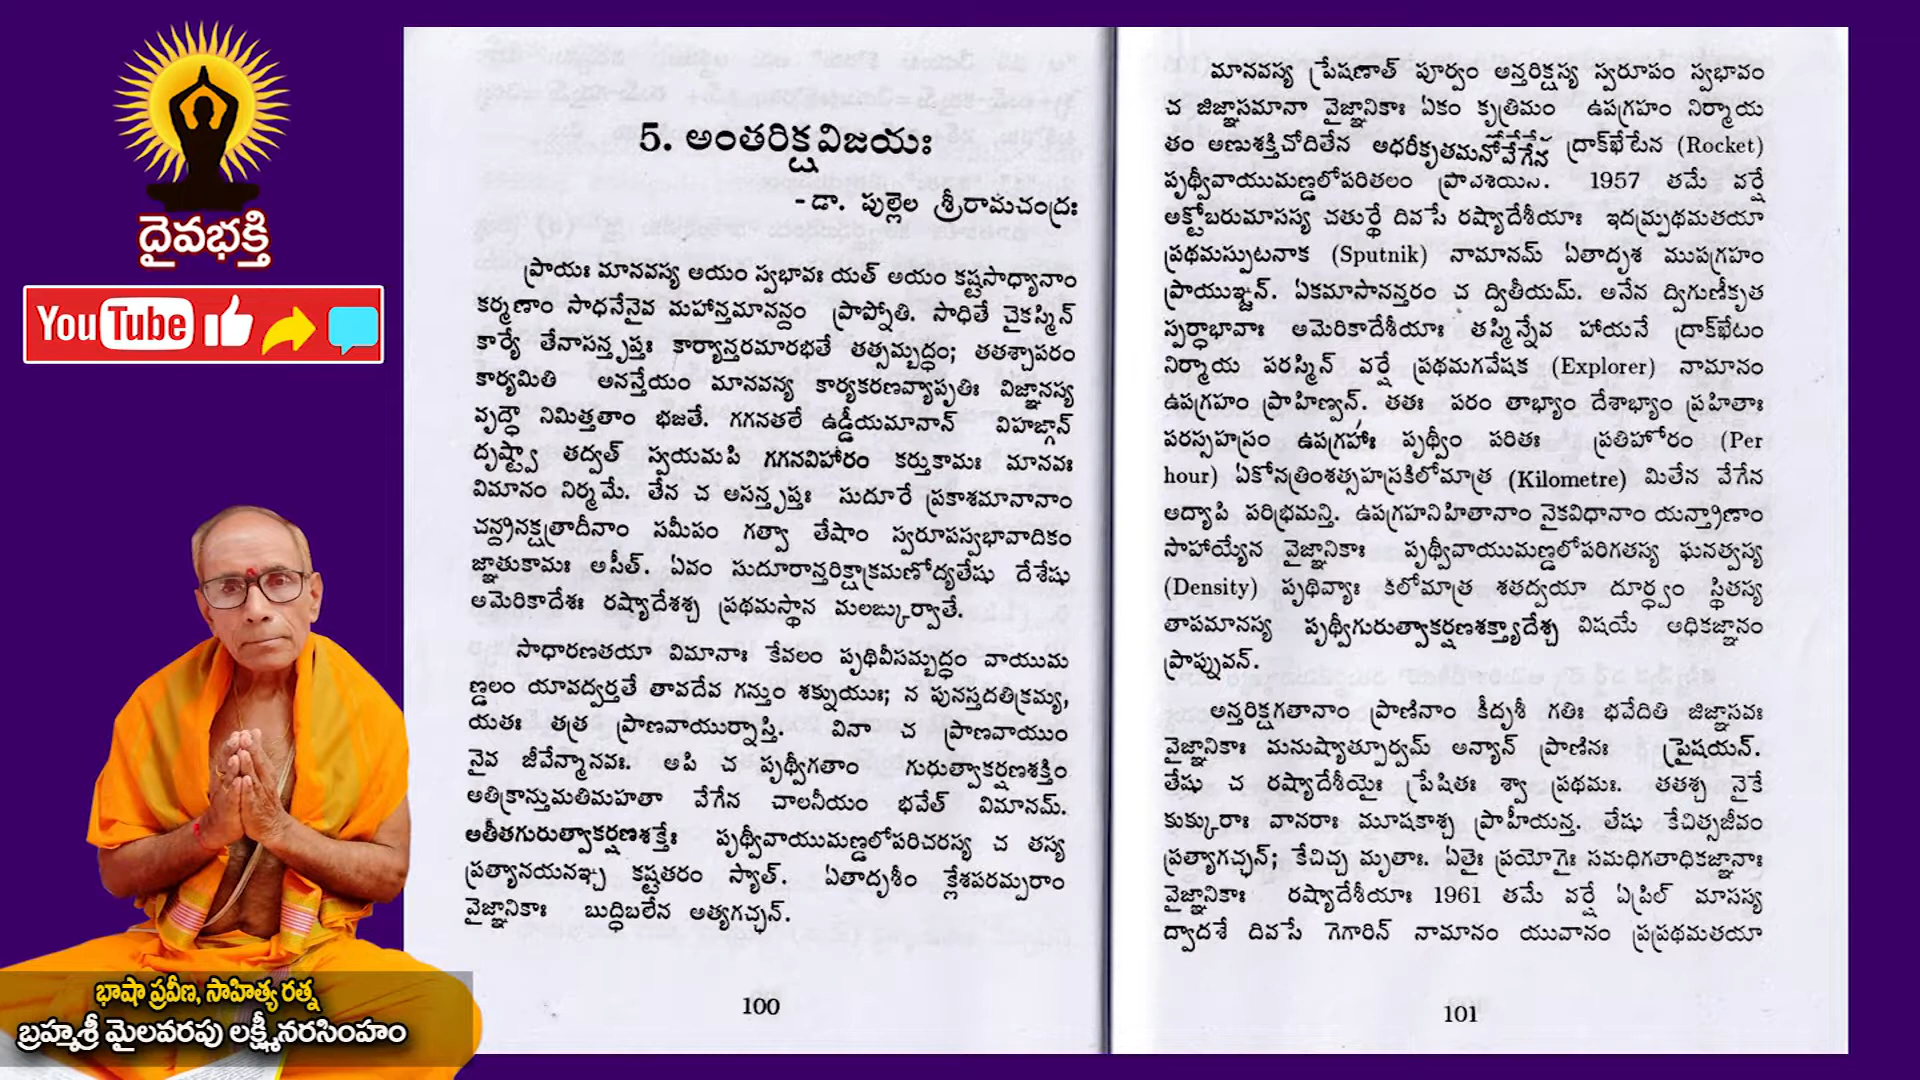 దైవభక్తి
YouTube
భాషా ప్రవీణ, సాహిత్య రత్న
బ్రహ్మశ్రీ మైలవరపు లక్ష్మీనరసింహం
5. అంతరిక్షవిజయః
- డా. పుల్లెల శ్రీరామచంద్రః
ప్రాయః మానవస్య అయం స్వభావః యత్ అయం కష్టసాధ్యానాం
కర్మణాం సాధనేనైవ మహాన్తమానన్దం ప్రాప్నోతి. సాధితే చైకస్మిన్
కార్యే తేనాసన్తృప్తః కార్యాన్తరమారభతే తత్సమ్బద్ధం; తతశ్చాపరం
కార్యమితి అనన్తేయం మానవన్య కార్యకరణవ్యాపృతిః విజ్ఞానస్య
వృద్ధౌ నిమిత్తతాం భజతే. గగనతలే ఉడ్డీయమానాన్ విహఙ్గాన్
దృష్ట్వా తద్వత్ స్వయమపి గగనవిహారం కర్తుకామః మానవః
విమానం నిర్మమే. తేన చ అసన్తృప్తః సుదూరే ప్రకాశమానానాం
చన్ద్రనక్షత్రాదీనాం సమీపం గత్వా తేషాం స్వరూపస్వభావాదికం
జ్ఞాతుకామః అసీత్. ఏవం సుదూరాన్తరిక్షాక్రమణోద్యతేషు దేశేషు
అమెరికాదేశః రష్యాదేశశ్చ ప్రథమస్థాన మలఙ్కుర్వాతే.
సాధారణతయా విమానాః కేవలం పృథివీసమ్బద్ధం వాయుమ
ణ్డలం యావద్వర్తతే తావదేవ గన్తుం శక్నుయుః; న పునస్తదతిక్రమ్య,
యతః తత్ర ప్రాణవాయుర్నాస్తి. వినా చ ప్రాణవాయుం
నైవ జీవేన్మానవః. అపి చ పృథ్వీగతాం గురుత్వాకర్షణశక్తిం
అతిక్రాన్తుమతిమహతా వేగేన చాలనీయం భవేత్ విమానమ్.
అతీతగురుత్వాకర్షణశక్తేః పృథ్వీవాయుమణ్డలోపరిచరస్య చ తస్య
ప్రత్యానయనఞ్చ కష్టతరం స్యాత్. ఏతాదృశీం క్లేశపరమ్పరాం
వైజ్ఞానికాః బుద్ధిబలేన అత్యగచ్ఛన్.
100
మానవస్య ప్రేషణాత్ పూర్వం అన్తరిక్షస్య స్వరూపం స్వభావం
చ జిజ్ఞాసమానా వైజ్ఞానికాః ఏకం కృత్రిమం ఉపగ్రహం నిర్మాయ
తం అణుశక్తిచోదితేన అధరీకృతమనోవేగేన ద్రాక్‌ఖేటేన (Rocket)
పృథ్వీవాయుమణ్డలోపరితలం ప్రావేశయన్. 1957 తమే వర్షే
అక్టోబరుమాసస్య చతుర్థే దివసే రష్యాదేశీయాః ఇదమ్ప్రథమతయా
ప్రథమస్పుటనాక (Sputnik) నామానమ్ ఏతాదృశ ముపగ్రహం
ప్రాయుఞ్జన్. ఏకమాసానన్తరం చ ద్వితీయమ్. అనేన ద్విగుణీకృత
స్పర్ధాభావాః అమెరికాదేశీయాః తస్మిన్నేవ హాయనే ద్రాక్‌ఖేటం
నిర్మాయ పరస్మిన్ వర్షే ప్రథమగవేషక (Explorer) నామానం
ఉపగ్రహం ప్రాహిణ్వన్. తతః పరం తాభ్యాం దేశాభ్యాం ప్రహితాః
పరస్సహస్రం ఉపగ్రహాః పృథ్వీం పరితః ప్రతిహోరం (Per
hour) ఏకోనత్రింశత్సహస్రకిలోమాత్ర (Kilometre) మితేన వేగేన
అద్యాపి పరిభ్రమన్తి. ఉపగ్రహనిహితానాం నైకవిధానాం యన్త్రాణాం
సాహాయ్యేన వైజ్ఞానికాః పృథ్వీవాయుమణ్డలోపరిగతస్య ఘనత్వస్య
(Density) పృథివ్యాః కిలోమాత్ర శతద్వయా దూర్ధ్వం స్థితస్య
తాపమానస్య పృథ్వీగురుత్వాకర్షణశక్త్యాదేశ్చ విషయే అధికజ్ఞానం
ప్రాప్నువన్.
అన్తరిక్షగతానాం ప్రాణినాం కీదృశీ గతిః భవేదితి జిజ్ఞాసవః
వైజ్ఞానికాః మనుష్యాత్పూర్వమ్ అన్యాన్ ప్రాణినః ప్రైషయన్.
తేషు చ రష్యాదేశీయైః ప్రేషితః శ్వా ప్రథమః. తతశ్చ నైకే
కుక్కురాః వానరాః మూషకాశ్చ ప్రాహీయన్త. తేషు కేచిత్సజీవం
ప్రత్యాగచ్ఛన్; కేచిచ్చ మృతాః. ఏతైః ప్రయోగైః సమధిగతాధికజ్ఞానాః
వైజ్ఞానికాః రష్యాదేశీయాః 1961 తమే వర్షే ఏప్రిల్ మాసస్య
ద్వాదశే దివసే గెగారిన్ నామానం యువానం ప్రప్రథమతయా
101